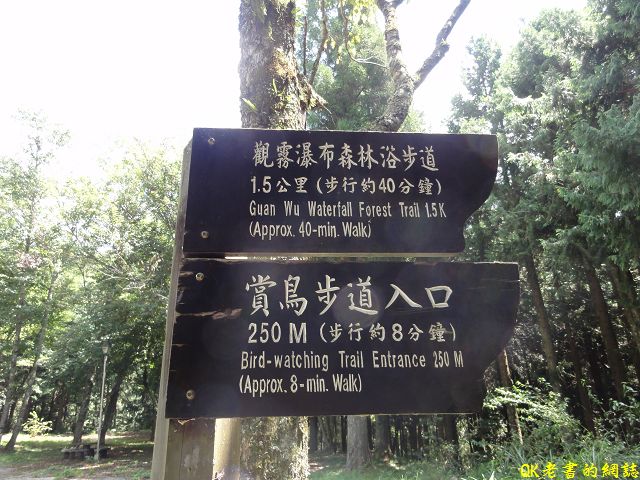 觀霧瀑布森林浴步道
1.5公里(步行約40分鐘)
Guan Wu Waterfall Forest Trail 1.5K
(Approx. 40-min. Walk)
賞鳥步道入口
250 M (步行約8分鐘)
Bird-watching Trail Entrance 250 M
(Approx. 8-min. Walk)
QK老書的網誌